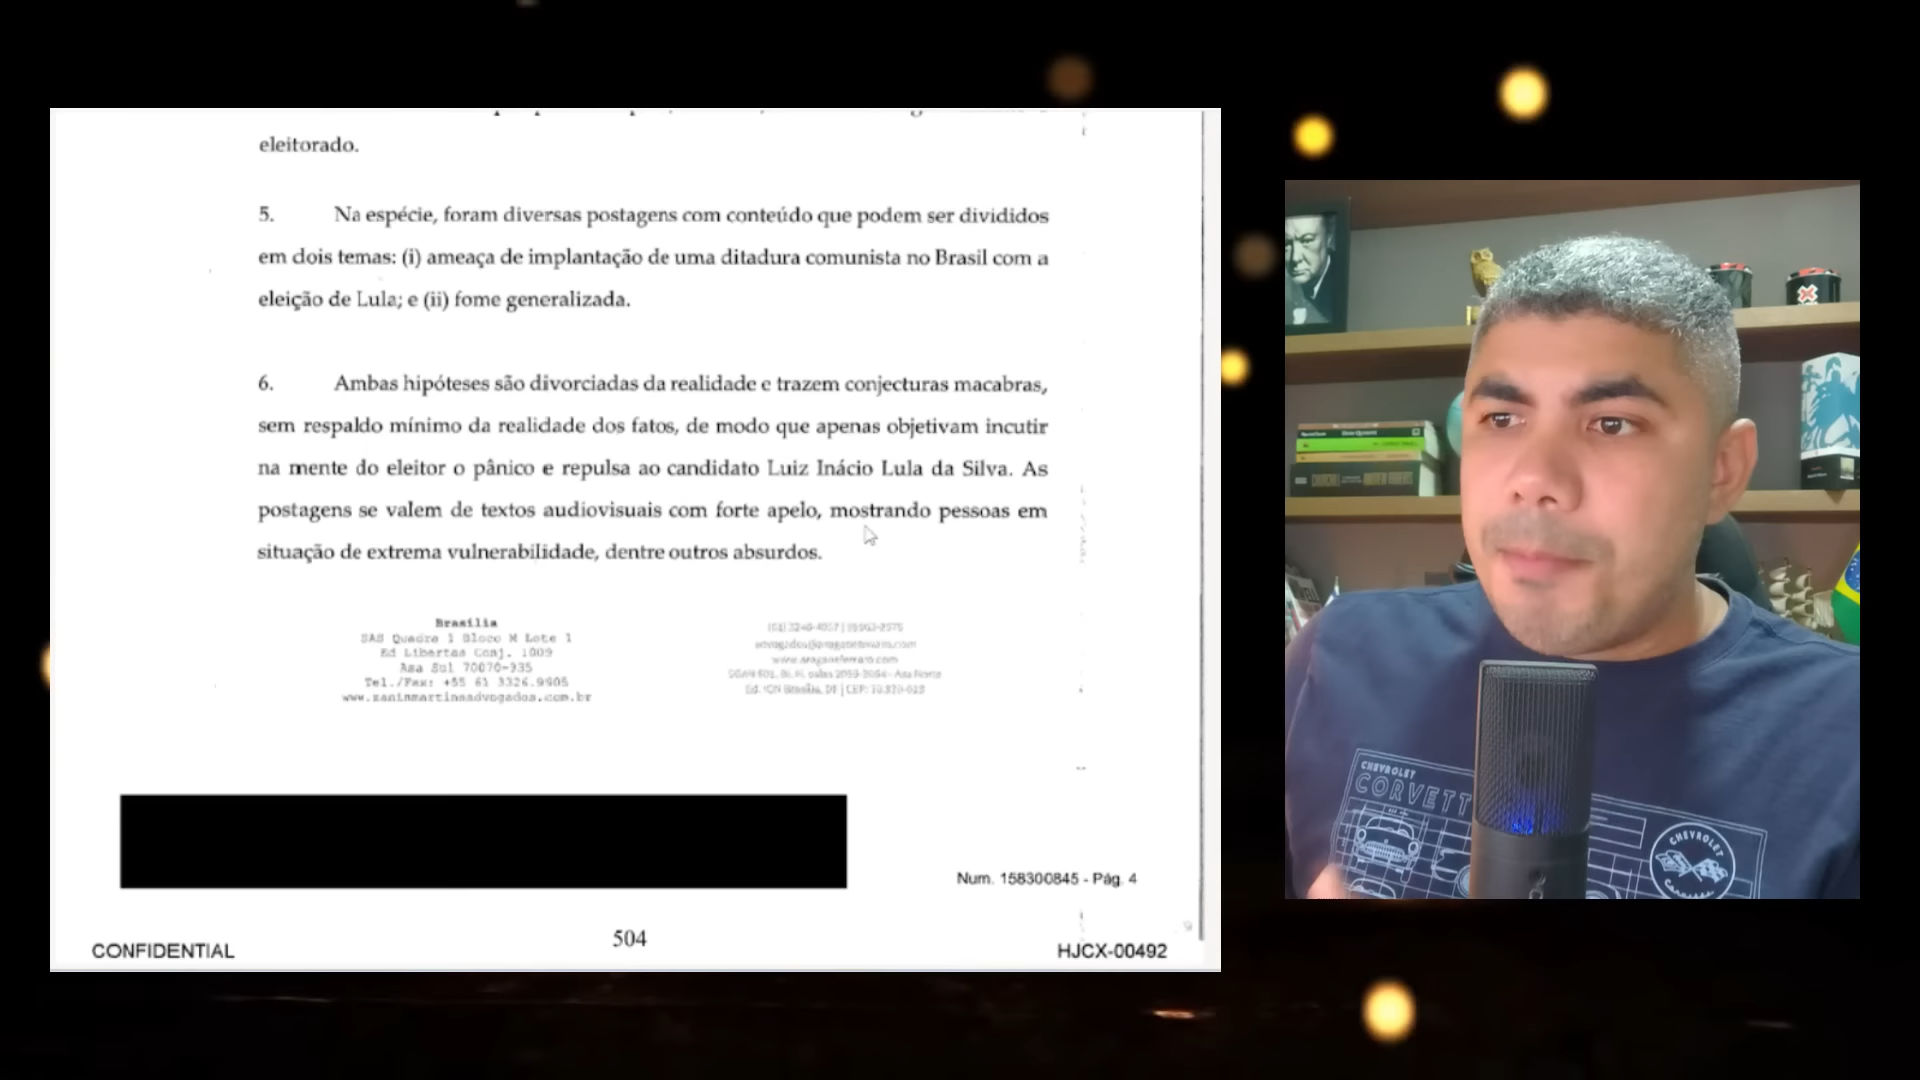 eleitorado.
5. Na espécie, foram diversas postagens com conteúdo que podem ser divididos
em dois temas: (i) ameaça de implantação de uma ditadura comunista no Brasil com a
eleição de Lula; e (ii) fome generalizada.
6. Ambas hipóteses são divorciadas da realidade e trazem conjecturas macabras,
sem respaldo mínimo da realidade dos fatos, de modo que apenas objetivam incutir
na mente do eleitor o pânico e repulsa ao candidato Luiz Inácio Lula da Silva. As
postagens se valem de textos audiovisuais com forte apelo, mostrando pessoas em
situação de extrema vulnerabilidade, dentre outros absurdos.
Brasília
SAS Quadra 1 Bloco M Lote 1
Ed Libertas Conj. 1009
Asa Sul 70070-935
Tel./Fax: +55 61 3326.9905
www.zaninmartinsadvogados.com.br
Num. 158300845 - Pág. 4
504
CONFIDENTIAL
HJCX-00492
CHEVROLET
CORVETT
CHEVROLET
Corvette